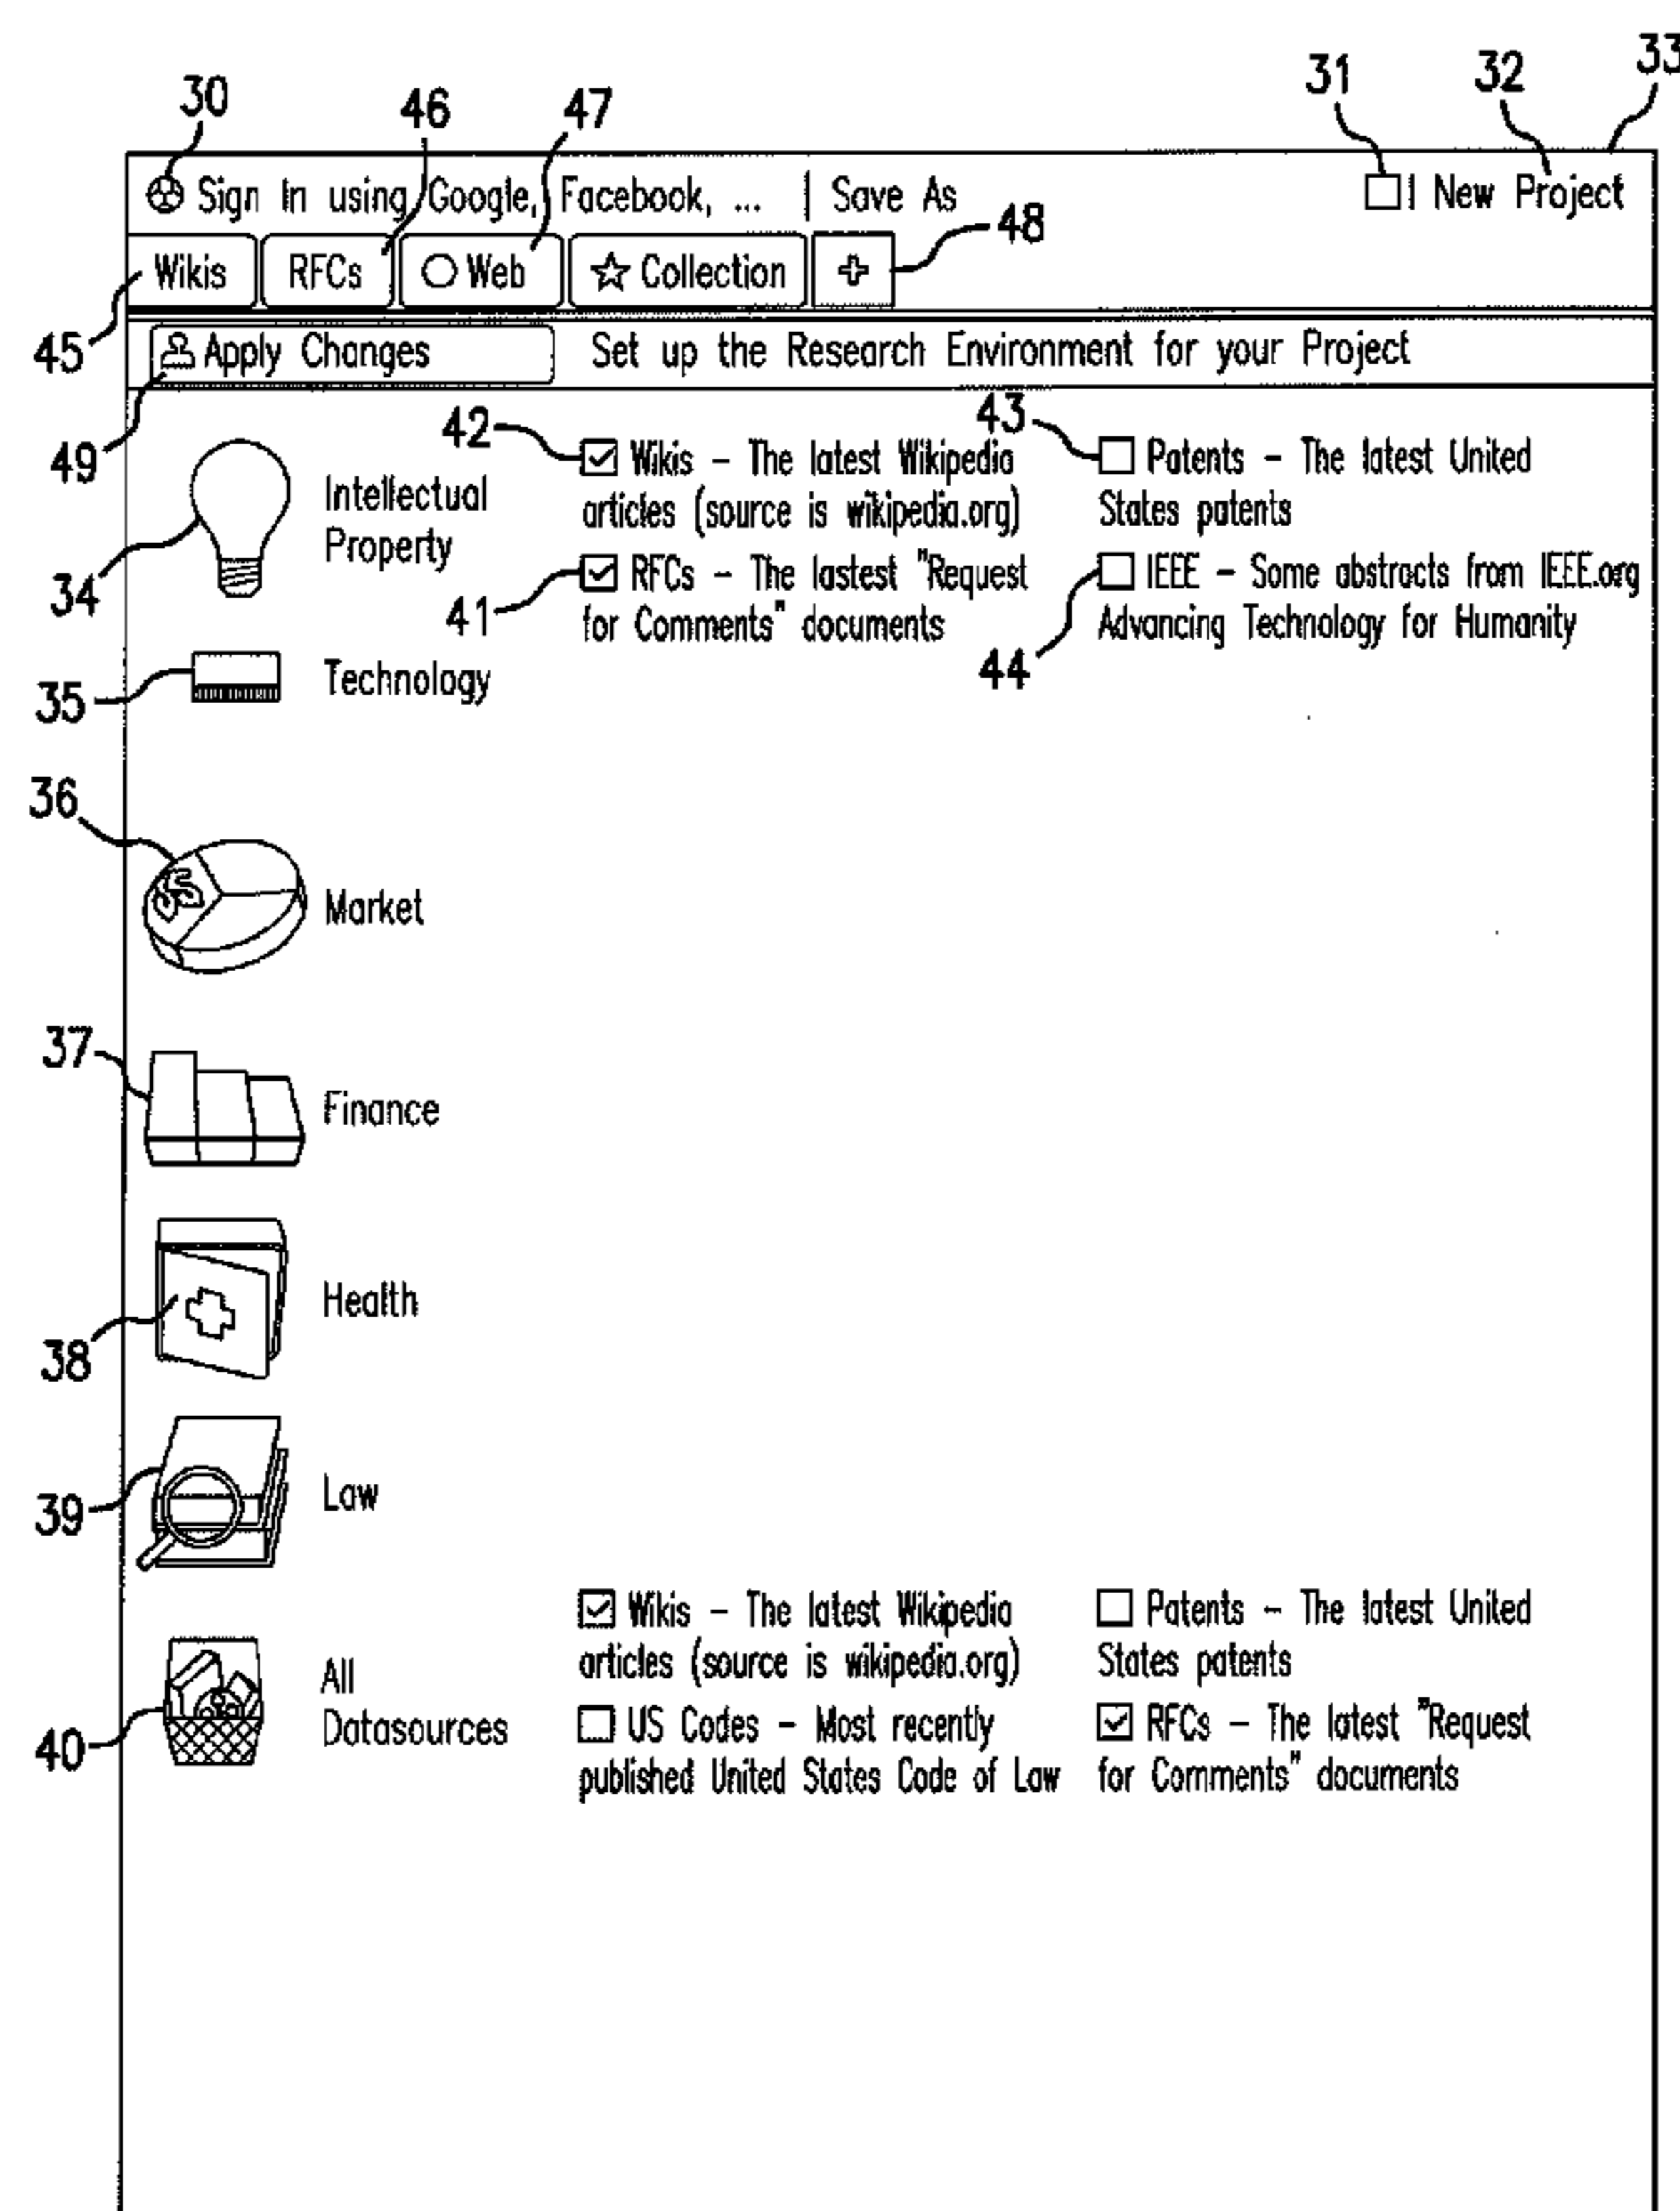 30 46 47 31 32 33
Sign In using Google, Facebook, ... | Save As
I New Project
48
Wikis RFCs Web Collection
45
Apply Changes Set up the Research Environment for your Project
49
42 43
Intellectual
Property
34
Wikis – The latest Wikipedia
articles (source is wikipedia.org)
Patents – The latest United
States patents
41
RFCs – The lastest "Request
for Comments" documents
IEEE – Some abstracts from IEEE.org
Advancing Technology for Humanity
44
35
Technology
36
Market
37
Finance
38
Health
39
Law
40
All
Datasources
Wikis – The latest Wikipedia
articles (source is wikipedia.org)
Patents – The latest United
States patents
US Codes – Most recently
published United States Code of Law
RFCs – The latest "Request
for Comments" documents